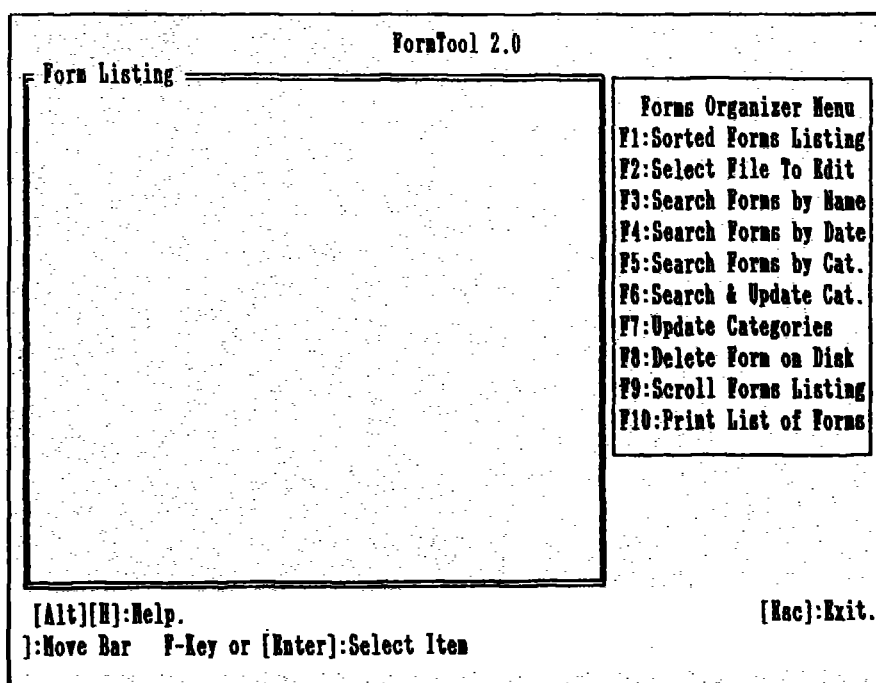 FormTool 2.0
Form Listing
Forms Organizer Menu
F1:Sorted Forms Listing
F2:Select File To Edit
F3:Search Forms by Name
F4:Search Forms by Date
F5:Search Forms by Cat.
F6:Search & Update Cat.
F7:Update Categories
F8:Delete Form on Disk
F9:Scroll Forms Listing
F10:Print List of Forms
[Alt][H]:Help. [Esc]:Exit.
]:Move Bar F-Key or [Enter]:Select Item